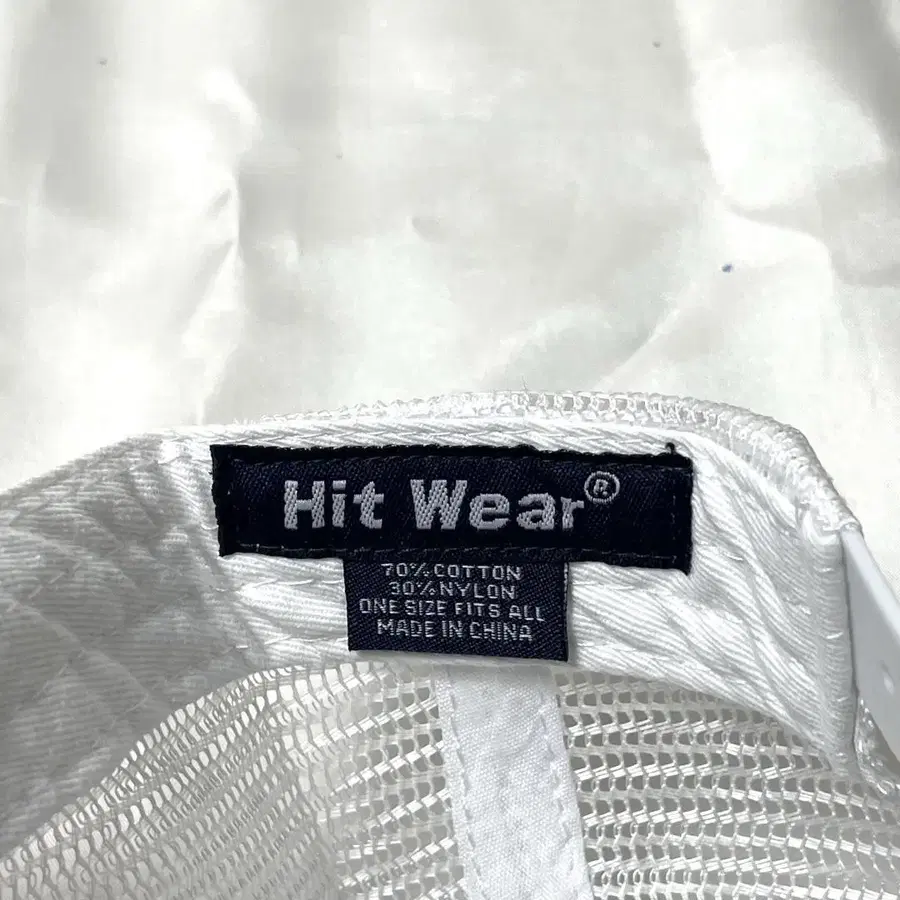 Hit Wear®
70% COTTON
30% NYLON
ONE SIZE FITS ALL
MADE IN CHINA